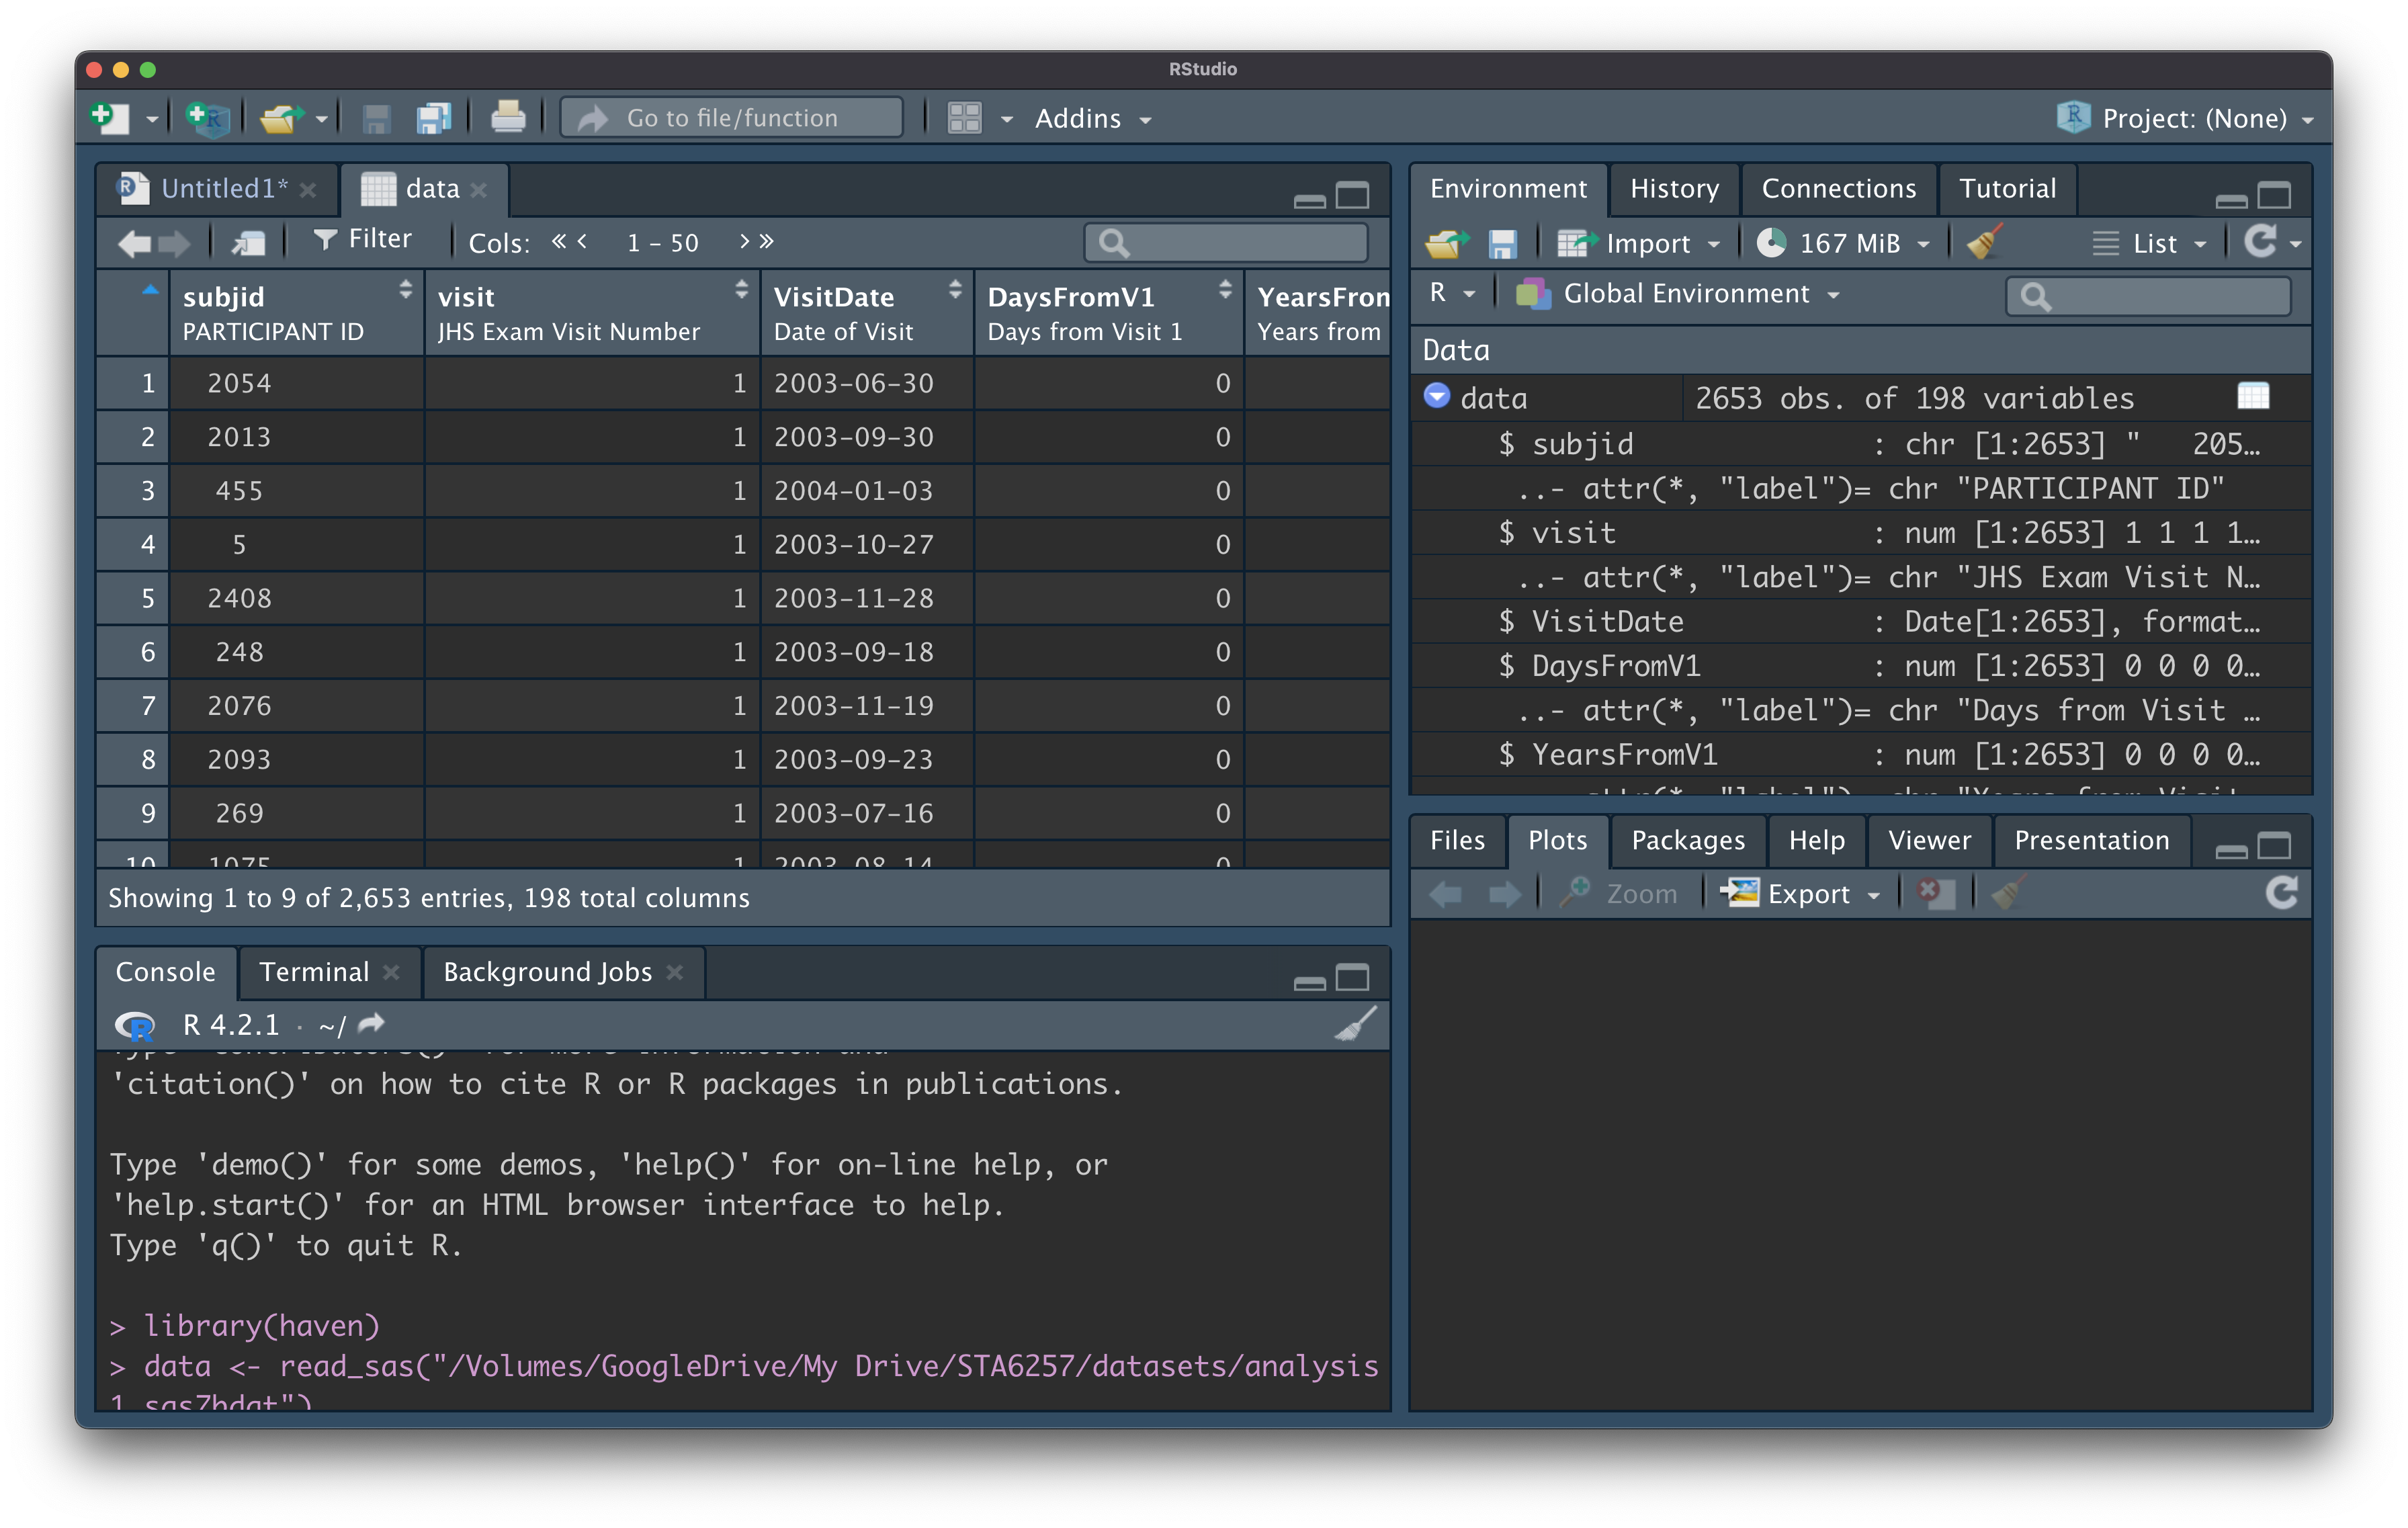 RStudio
Go to file/function
Addins
Project: (None)
Untitled1*
data
Filter
Cols:
1 – 50
subjid
visit
VisitDate
DaysFromV1
YearsFron
PARTICIPANT ID
JHS Exam Visit Number
Date of Visit
Days from Visit 1
Years from
1 2054 1 2003-06-30 0
2 2013 1 2003-09-30 0
3 455 1 2004-01-03 0
4 5 1 2003-10-27 0
5 2408 1 2003-11-28 0
6 248 1 2003-09-18 0
7 2076 1 2003-11-19 0
8 2093 1 2003-09-23 0
9 269 1 2003-07-16 0
10 1075 1 2003-08-14 0
Showing 1 to 9 of 2,653 entries, 198 total columns
Console
Terminal
Background Jobs
R 4.2.1 · ~/
'citation()' on how to cite R or R packages in publications.
Type 'demo()' for some demos, 'help()' for on-line help, or
'help.start()' for an HTML browser interface to help.
Type 'q()' to quit R.
> library(haven)
> data <- read_sas("/Volumes/GoogleDrive/My Drive/STA6257/datasets/analysis
1.sas7bdat")
Environment
History
Connections
Tutorial
Import
167 MiB
List
R
Global Environment
Data
data 2653 obs. of 198 variables
$ subjid : chr [1:2653] "   205…
..- attr(*, "label")= chr "PARTICIPANT ID"
$ visit : num [1:2653] 1 1 1 1…
..- attr(*, "label")= chr "JHS Exam Visit N…
$ VisitDate : Date[1:2653], format…
$ DaysFromV1 : num [1:2653] 0 0 0 0…
..- attr(*, "label")= chr "Days from Visit …
$ YearsFromV1 : num [1:2653] 0 0 0 0…
Files
Plots
Packages
Help
Viewer
Presentation
Zoom
Export